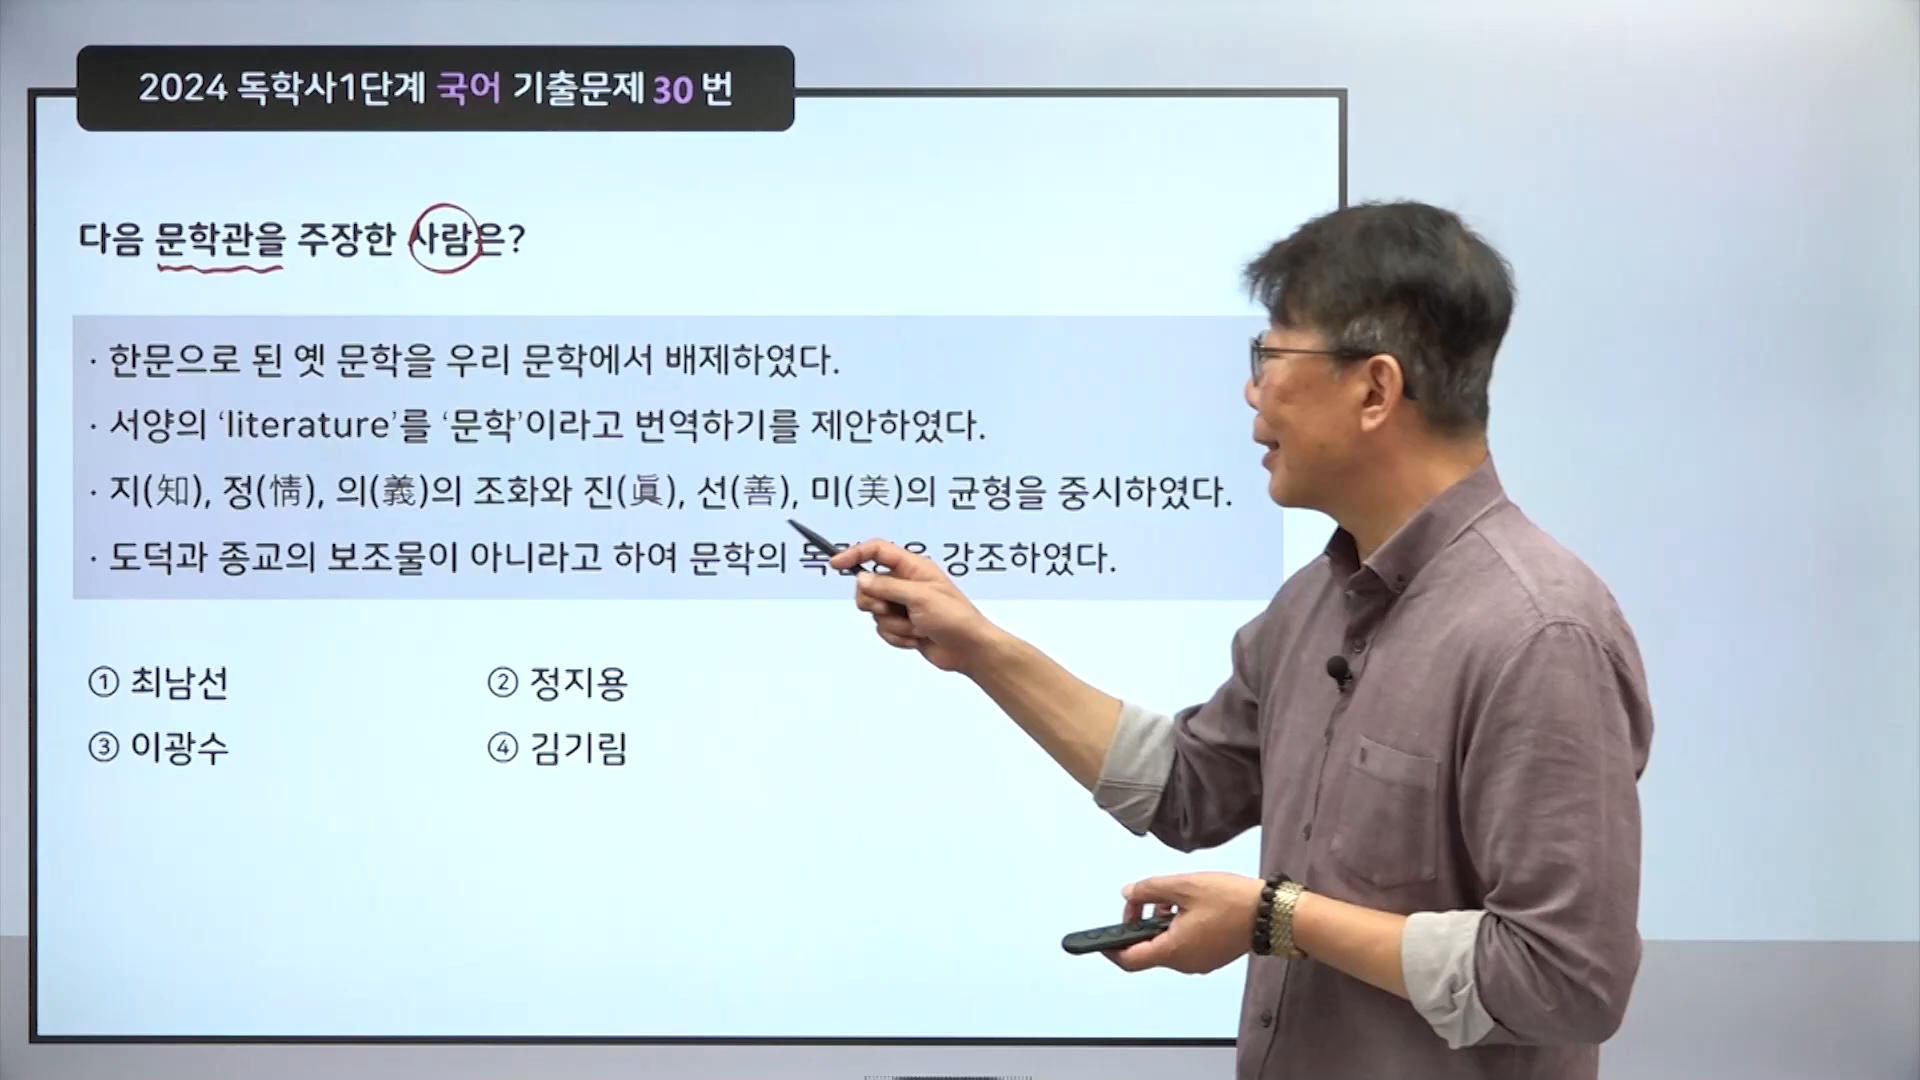 2024 독학사1단계 국어 기출문제 30 번
다음 문학관을 주장한 사람은?
· 한문으로 된 옛 문학을 우리 문학에서 배제하였다.
· 서양의 ‘literature’를 ‘문학’이라고 번역하기를 제안하였다.
· 지(知), 정(情), 의(義)의 조화와 진(眞), 선(善), 미(美)의 균형을 중시하였다.
· 도덕과 종교의 보조물이 아니라고 하여 문학의 강조하였다.
① 최남선 ② 정지용
③ 이광수 ④ 김기림